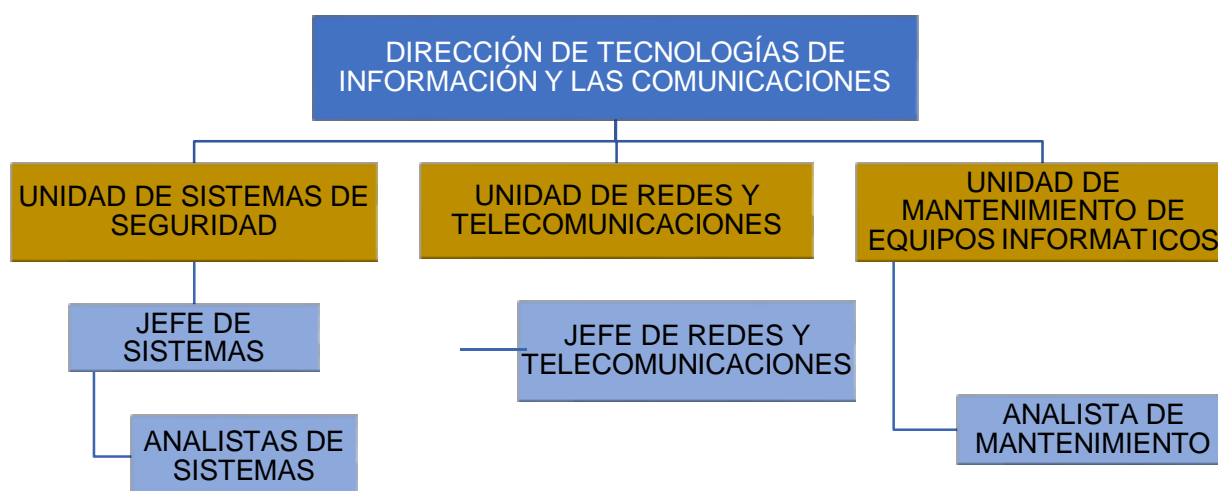 DIRECCIÓN DE TECNOLOGÍAS DE
INFORMACIÓN Y LAS COMUNICACIONES
UNIDAD DE SISTEMAS DE
SEGURIDAD
UNIDAD DE REDES Y
TELECOMUNICACIONES
UNIDAD DE
MANTENIMIENTO DE
EQUIPOS INFORMATICOS
JEFE DE
SISTEMAS
JEFE DE REDES Y
TELECOMUNICACIONES
ANALISTAS DE
SISTEMAS
ANALISTA DE
MANTENIMIENTO